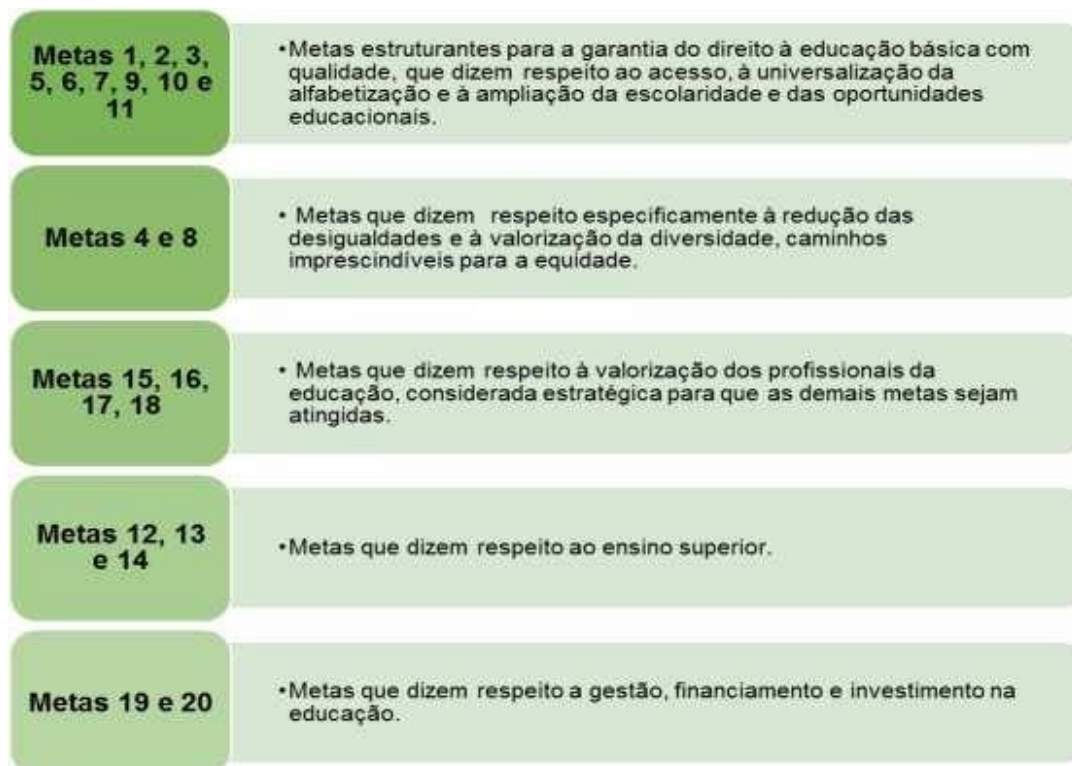 Metas 1, 2, 3,
5, 6, 7, 9, 10 e
11
•Metas estruturantes para a garantia do direito à educação básica com
qualidade, que dizem respeito ao acesso, à universalização da
alfabetização e à ampliação da escolaridade e das oportunidades
educacionais.
Metas 4 e 8
• Metas que dizem respeito especificamente à redução das
desigualdades e à valorização da diversidade, caminhos
imprescindíveis para a equidade.
Metas 15, 16,
17, 18
• Metas que dizem respeito à valorização dos profissionais da
educação, considerada estratégica para que as demais metas sejam
atingidas.
Metas 12, 13
e 14
•Metas que dizem respeito ao ensino superior.
Metas 19 e 20
•Metas que dizem respeito a gestão, financiamento e investimento na
educação.